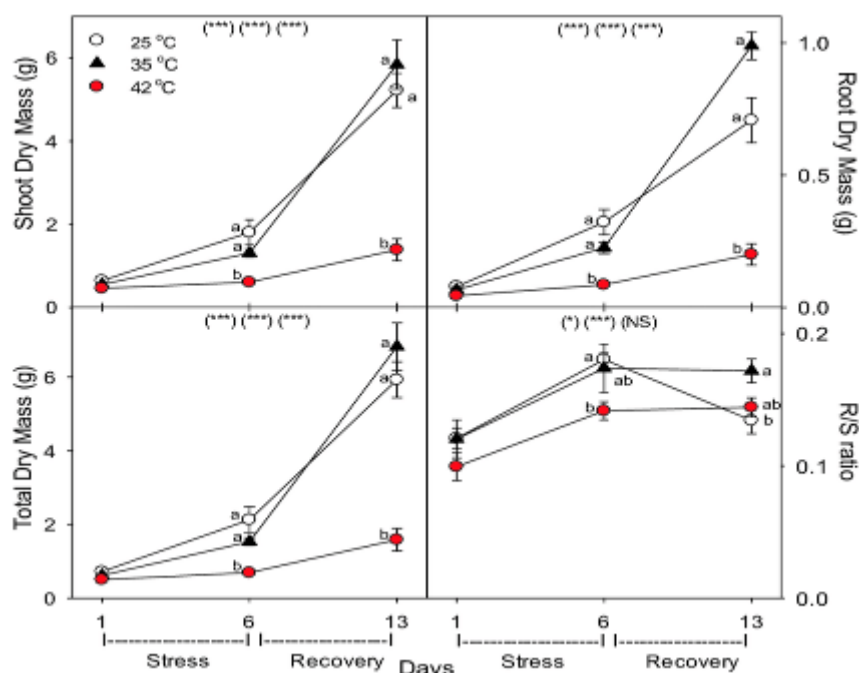 (***) (***) (***)
25 °C
35 °C
42 °C
Shoot Dry Mass (g)
6
4
2
0
a
a
a
a
b
b
(***) (***) (***)
Root Dry Mass (g)
1.0
0.5
0.0
a
a
a
a
b
b
(***) (***) (***)
Total Dry Mass (g)
6
4
2
0
a
a
a
a
b
b
(*) (***) (NS)
R/S ratio
0.2
0.1
0.0
a
ab
b
a
ab
b
1 6 13 1 6 13
Stress Recovery Stress Recovery
Days